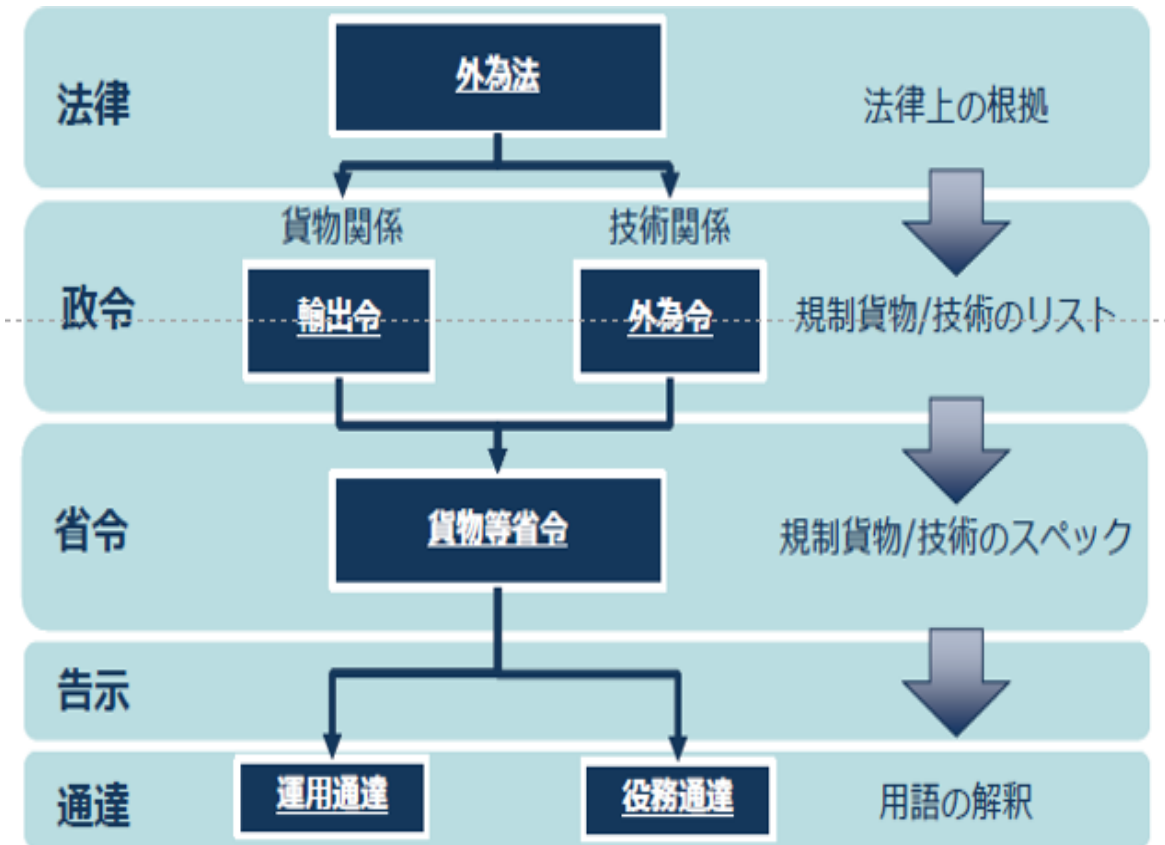 法律
外為法
法律上の根拠
貨物関係
技術関係
政令
輸出令
外為令
規制貨物/技術のリスト
省令
貨物等省令
規制貨物/技術のスペック
告示
通達
運用通達
役務通達
用語の解釈